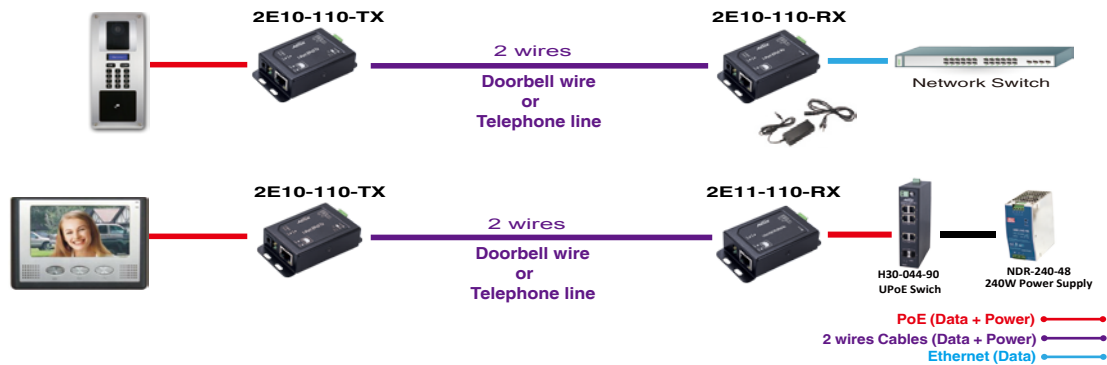 2E10-110-TX
2E10-110-RX
2 wires
Doorbell wire
or
Telephone line
Network Switch
2E10-110-TX
2E11-110-RX
2 wires
Doorbell wire
or
Telephone line
H30-044-90
UPoE Swich
NDR-240-48
240W Power Supply
PoE (Data + Power)
2 wires Cables (Data + Power)
Ethernet (Data)